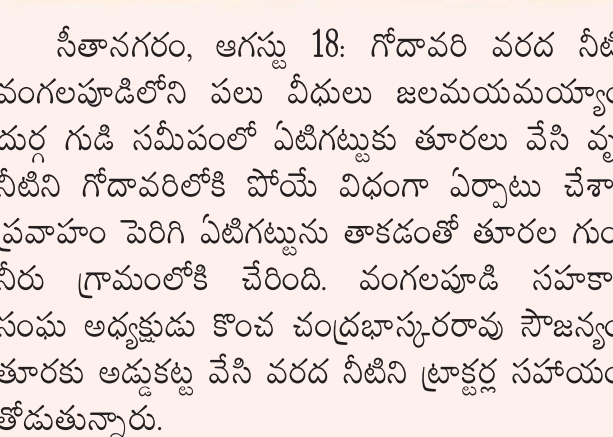 సీతానగరం, ఆగస్టు 18: గోదావరి వరద నీటి
వంగలపూడిలోని పలు వీధులు జలమయమయ్యాం
దుర్గ గుడి సమీపంలో ఏటిగట్టుకు తూరలు వేసి
నీటిని గోదావరిలోకి పోయే విధంగా ఏర్పాటు చేశా
ప్రవాహం పెరిగి ఏటిగట్టును తాకడంతో తూరల గుం
నీరు గ్రామంలోకి చేరింది. వంగలపూడి సహకా
సంఘ అధ్యక్షుడు కొంచ చంద్రభాస్కరరావు సౌజన్యం
తూరకు అడ్డుకట్ట వేసి వరద నీటిని ట్రాక్టర్ల సహాయం
తోడుతున్నారు.